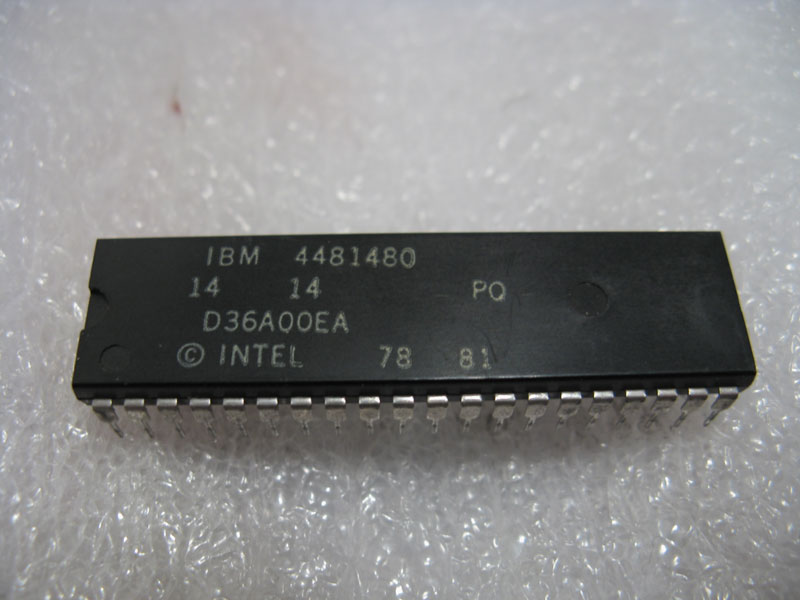 IBM 4481480
14 14 PQ
D36A00EA
© INTEL 78 81